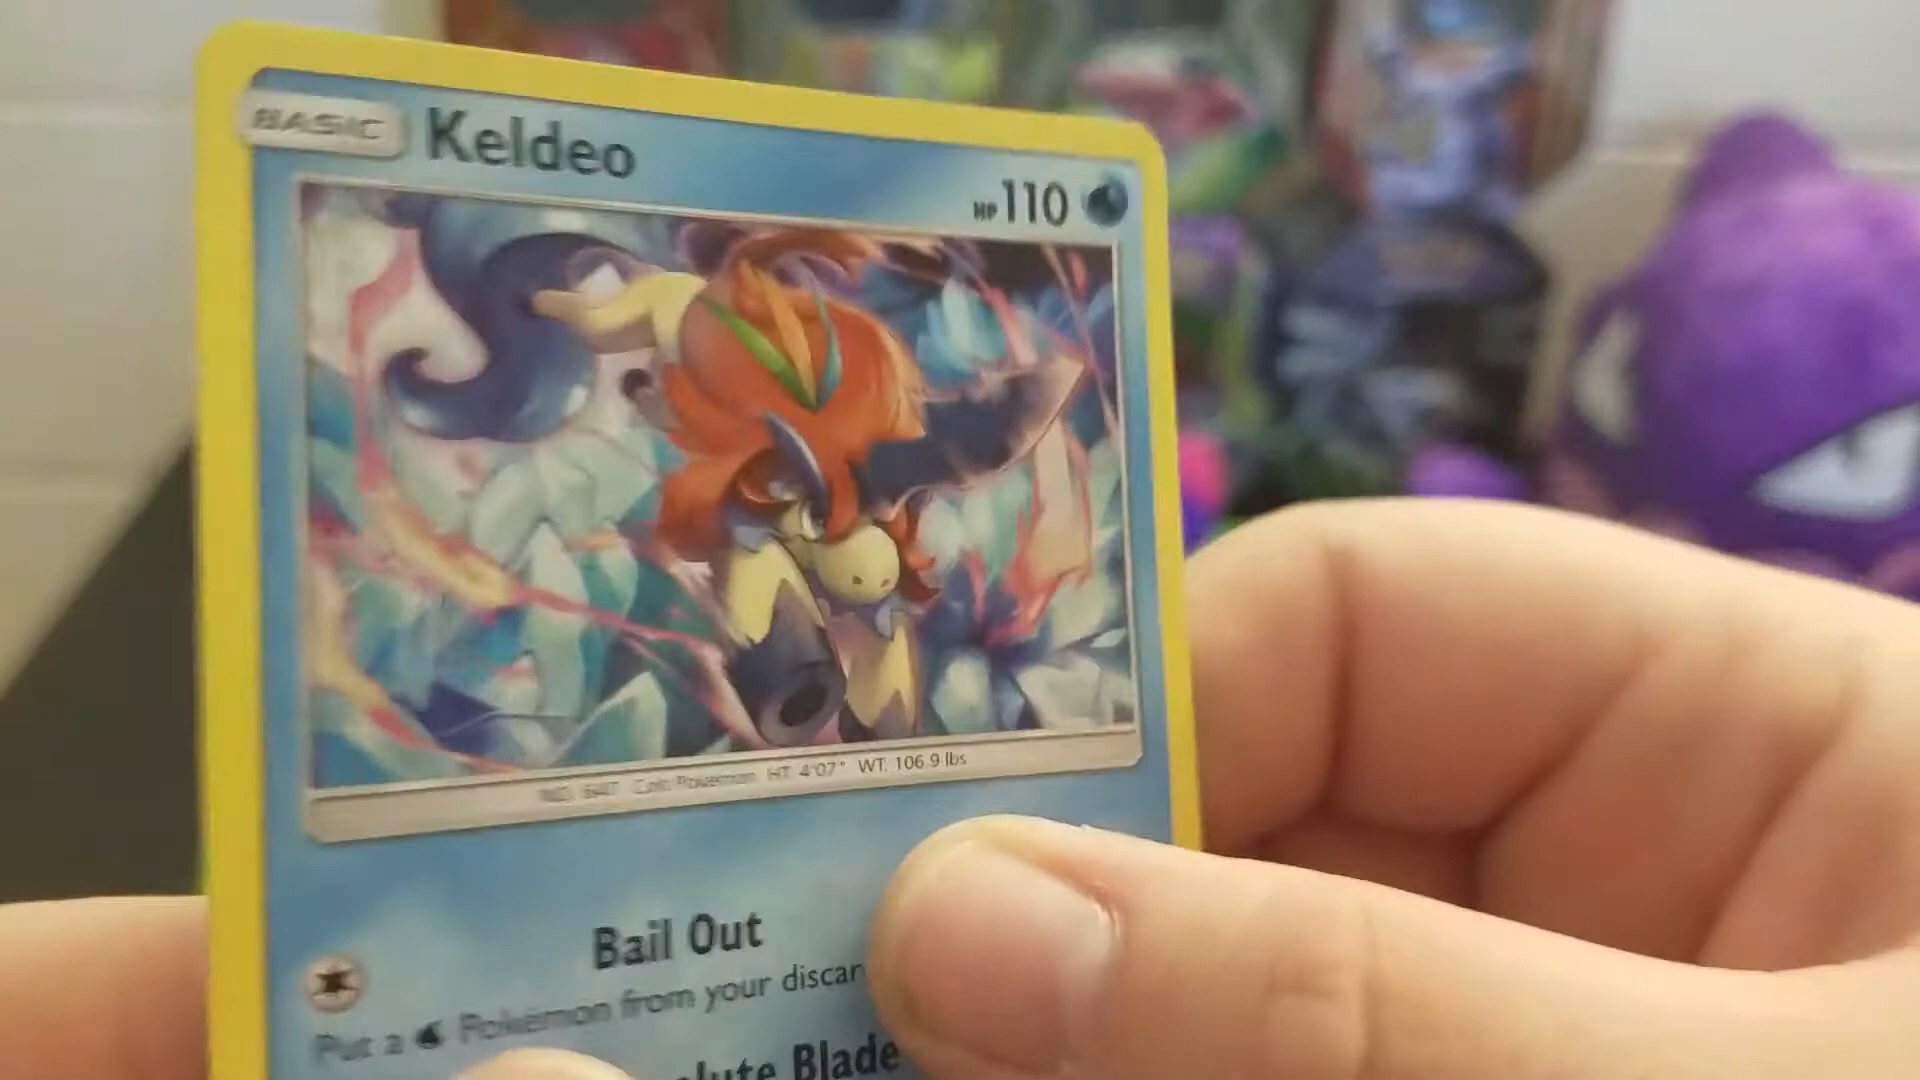 BASIC Keldeo
HP 110
NO. 647 Colt Pokémon HT 4'07" WT. 106.9 lbs
Bail Out
Put a Pokémon from your discar
olute Blade